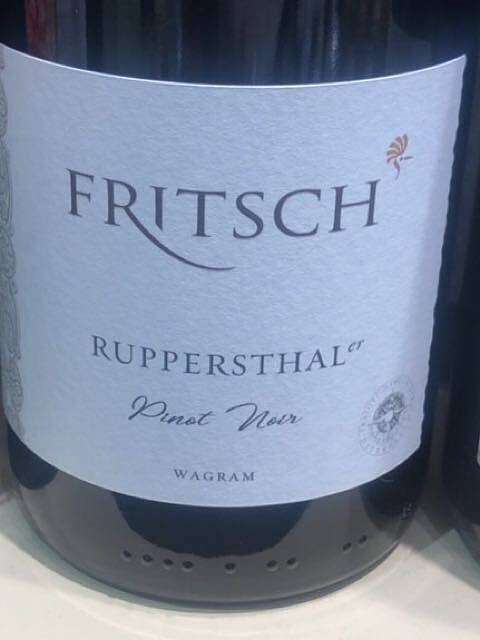 FRITSCH
RUPPERSTHALer
Pinot Noir
WAGRAM